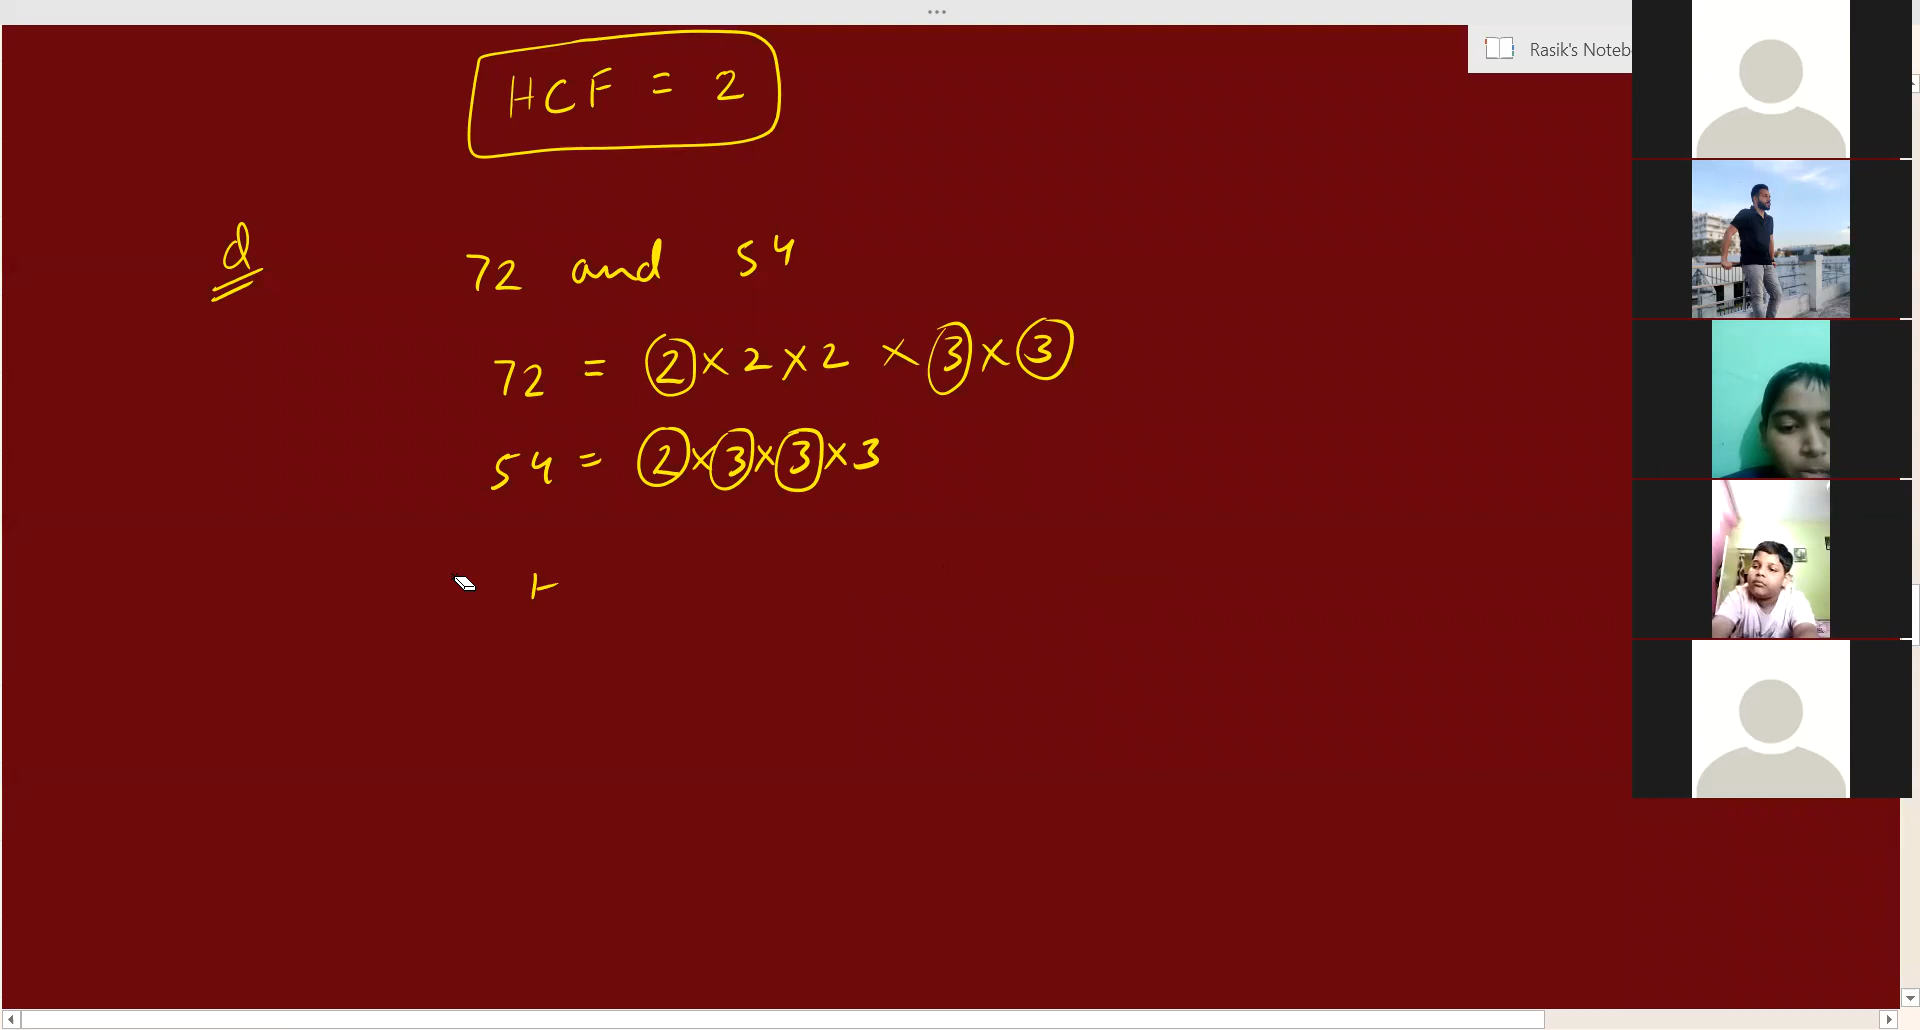 Rasik's Noteb
HCF = 2
d
72 and 54
72 = 2 × 2 × 2 × 3 × 3
54 = 2 × 3 × 3 × 3